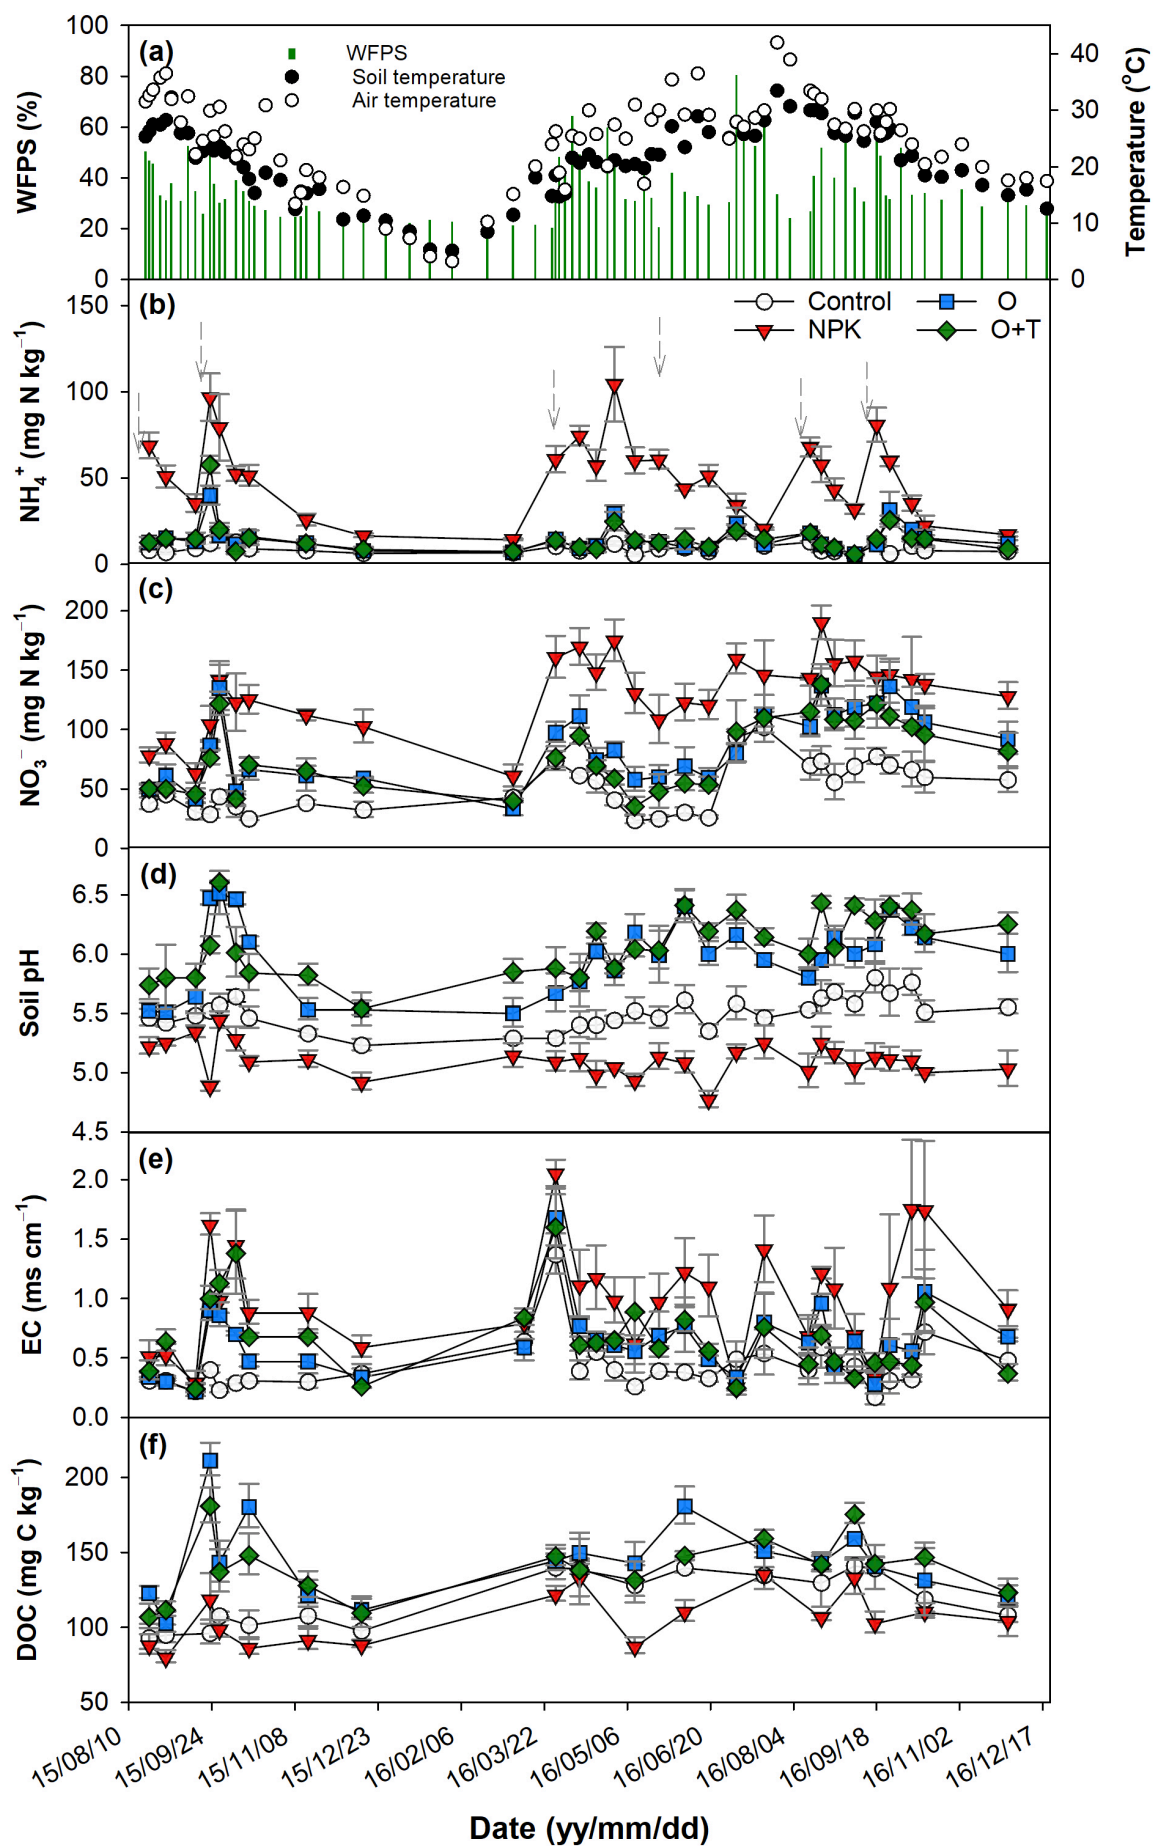 (a)
WFPS
Soil temperature
Air temperature
WFPS (%)
100
80
60
40
20
0
Temperature (°C)
40
30
20
10
0
(b)
Control
O
NPK
O+T
NH₄⁺ (mg N kg⁻¹)
150
100
50
0
(c)
NO₃⁻ (mg N kg⁻¹)
200
150
100
50
0
(d)
Soil pH
6.5
6.0
5.5
5.0
4.5
(e)
EC (ms cm⁻¹)
2.0
1.5
1.0
0.5
0.0
(f)
DOC (mg C kg⁻¹)
200
150
100
50
15/08/10
15/09/24
15/11/08
15/12/23
16/02/06
16/03/22
16/05/06
16/06/20
16/08/04
16/09/18
16/11/02
16/12/17
Date (yy/mm/dd)